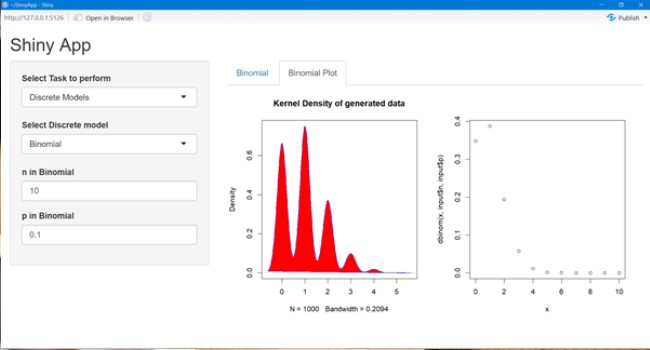 ~/ShinyApp - Shiny
http://127.0.0.1:5126
Open in Browser
Publish
Shiny App
Select Task to perform
Discrete Models
Select Discrete model
Binomial
n in Binomial
10
p in Binomial
0.1
Binomial
Binomial Plot
Kernel Density of generated data
Density
0.0 0.2 0.4 0.6
0 1 2 3 4 5
N = 1000 Bandwidth = 0.2094
dbinom(x, input$n, input$p)
0.0 0.1 0.2 0.3 0.4
0 2 4 6 8 10
x